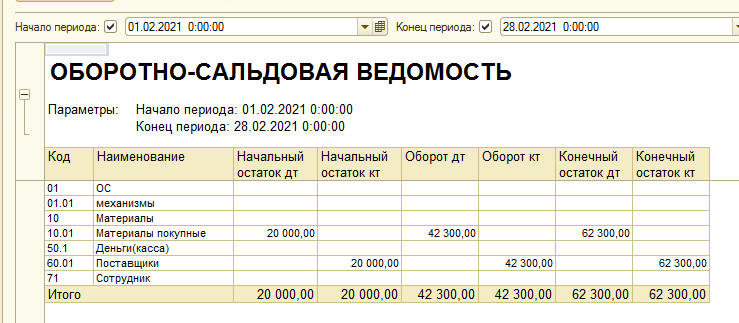 Начало периода: 01.02.2021 0:00:00 Конец периода: 28.02.2021 0:00:00
ОБОРОТНО-САЛЬДОВАЯ ВЕДОМОСТЬ
Параметры: Начало периода: 01.02.2021 0:00:00
Конец периода: 28.02.2021 0:00:00
Код Наименование Начальный остаток дт Начальный остаток кт Оборот дт Оборот кт Конечный остаток дт Конечный остаток кт
01 ОС
01.01 механизмы
10 Материалы
10.01 Материалы покупные 20 000,00 42 300,00 62 300,00
50.1 Деньги(касса)
60.01 Поставщики 20 000,00 42 300,00 62 300,00
71 Сотрудник
Итого 20 000,00 20 000,00 42 300,00 42 300,00 62 300,00 62 300,00